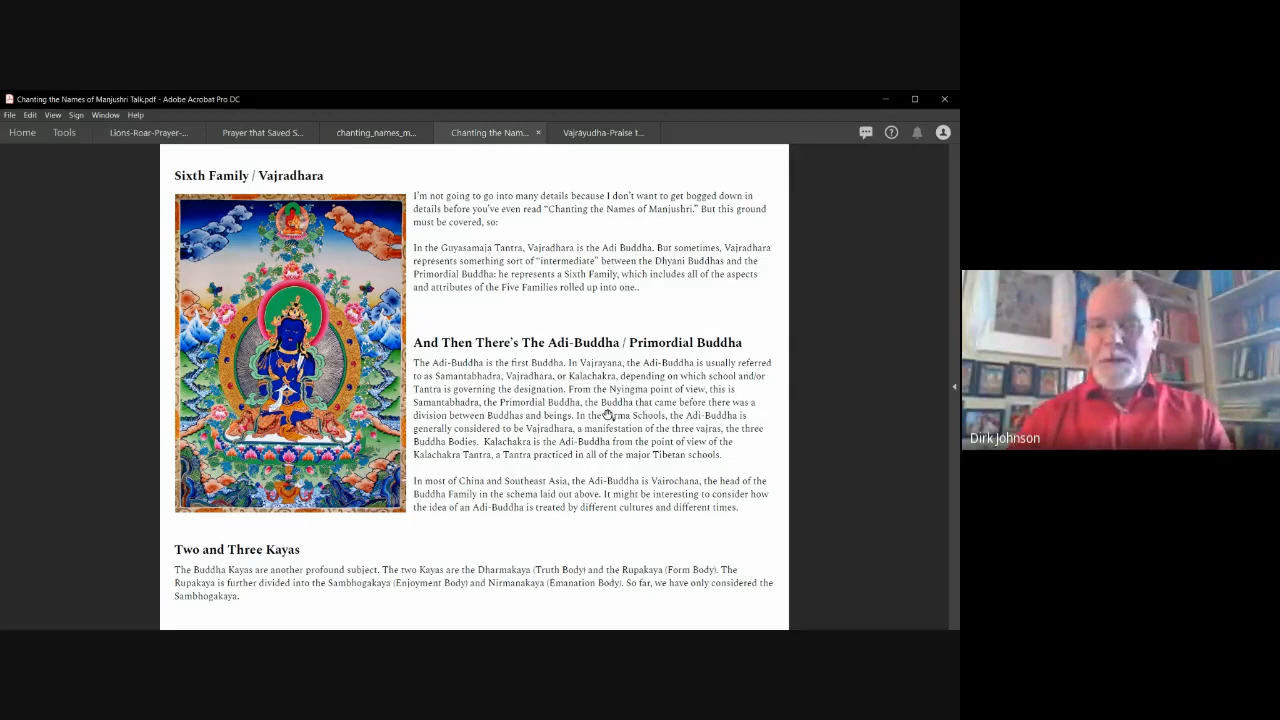 Chanting the Names of Manjushri Talk.pdf - Adobe Acrobat Pro DC
File Edit View Sign Window Help
Home Tools Lions-Roar-Prayer-... Prayer that Saved S... chanting_names_m... Chanting the Nam... × Vajrāyudha-Praise t...
Sixth Family / Vajradhara
I'm not going to go into many details because I don't want to get bogged down in
details before you've even read “Chanting the Names of Manjushri.” But this ground
must be covered, so:
In the Guyasamaja Tantra, Vajradhara is the Adi Buddha. But sometimes, Vajradhara
represents something sort of “intermediate” between the Dhyani Buddhas and the
Primordial Buddha: he represents a Sixth Family, which includes all of the aspects
and attributes of the Five Families rolled up into one..
And Then There's The Adi-Buddha / Primordial Buddha
The Adi-Buddha is the first Buddha. In Vajrayana, the Adi-Buddha is usually referred
to as Samantabhadra, Vajradhara, or Kalachakra, depending on which school and/or
Tantra is governing the designation. From the Nyingma point of view, this is
Samantabhadra, the Primordial Buddha, the Buddha that came before there was a
division between Buddhas and beings. In the Schools, the Adi-Buddha is
generally considered to be Vajradhara, a manifestation of the three vajras, the three
Buddha Bodies. Kalachakra is the Adi-Buddha from the point of view of the
Kalachakra Tantra, a Tantra practiced in all of the major Tibetan schools.
In most of China and Southeast Asia, the Adi-Buddha is Vairochana, the head of the
Buddha Family in the schema laid out above. It might be interesting to consider how
the idea of an Adi-Buddha is treated by different cultures and different times.
Two and Three Kayas
The Buddha Kayas are another profound subject. The two Kayas are the Dharmakaya (Truth Body) and the Rupakaya (Form Body). The
Rupakaya is further divided into the Sambhogakaya (Enjoyment Body) and Nirmanakaya (Emanation Body). So far, we have only considered the
Sambhogakaya.
Dirk Johnson